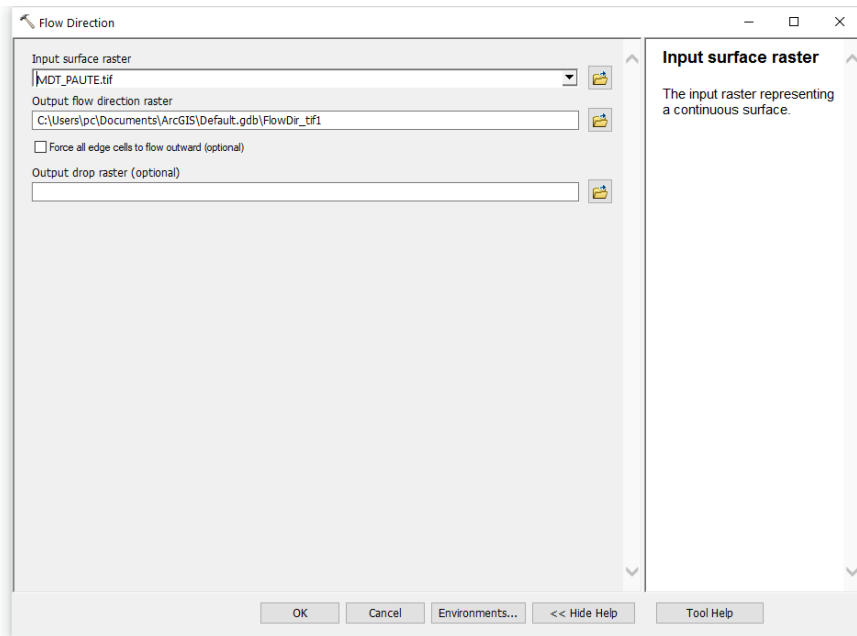 Flow Direction
Input surface raster
MDT_PAUTE.tif
Output flow direction raster
C:\Users\pc\Documents\ArcGIS\Default.gdb\FlowDir_tif1
Force all edge cells to flow outward (optional)
Output drop raster (optional)
Input surface raster
The input raster representing
a continuous surface.
OK Cancel Environments... << Hide Help Tool Help